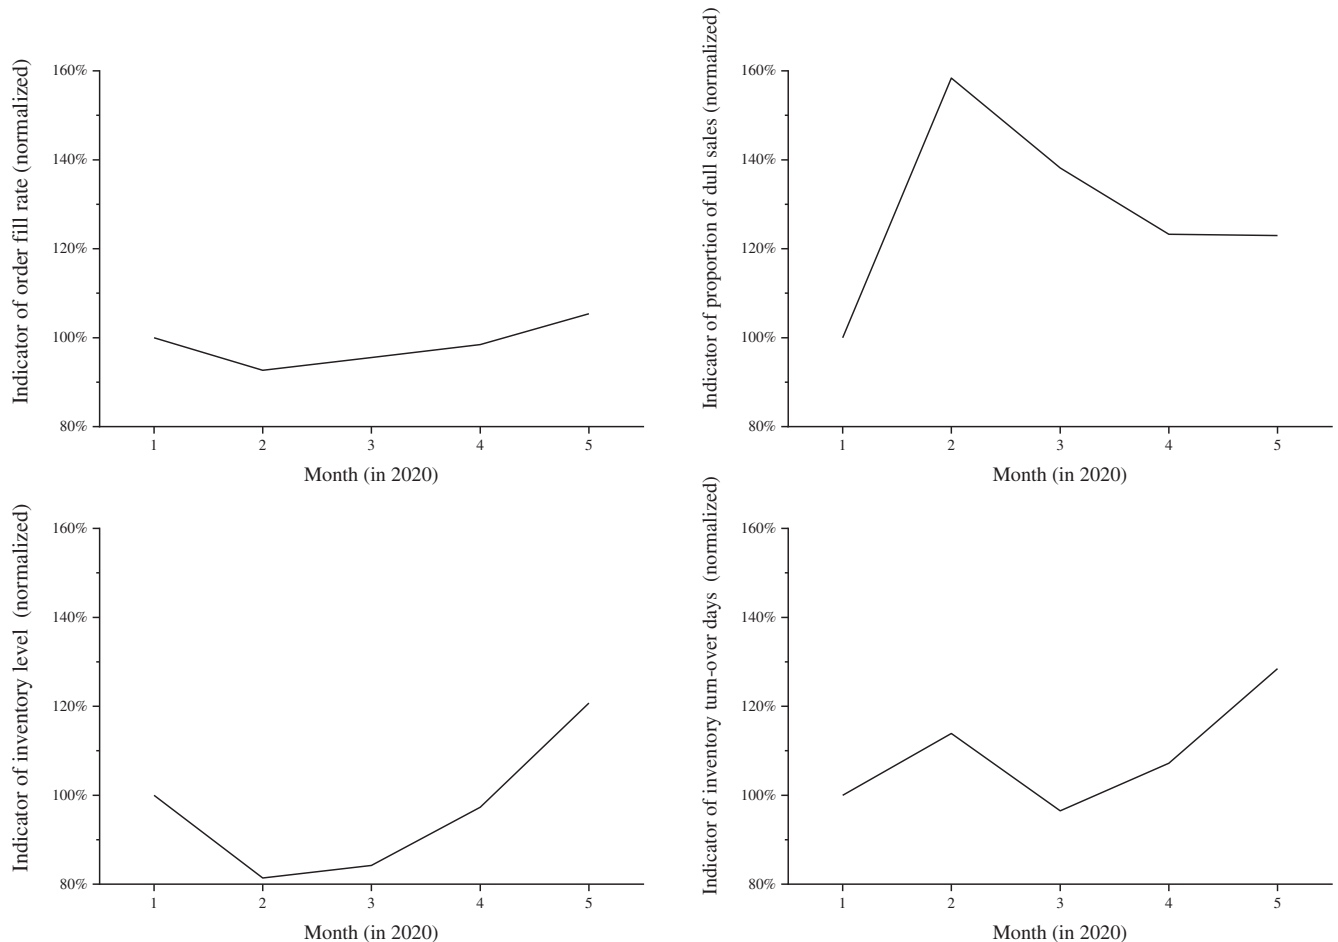 Indicator of order fill rate (normalized)
160%
140%
120%
100%
80%
1 2 3 4 5
Month (in 2020)
Indicator of proportion of dull sales (normalized)
160%
140%
120%
100%
80%
1 2 3 4 5
Month (in 2020)
Indicator of inventory level (normalized)
160%
140%
120%
100%
80%
1 2 3 4 5
Month (in 2020)
Indicator of inventory turn-over days (normalized)
160%
140%
120%
100%
80%
1 2 3 4 5
Month (in 2020)